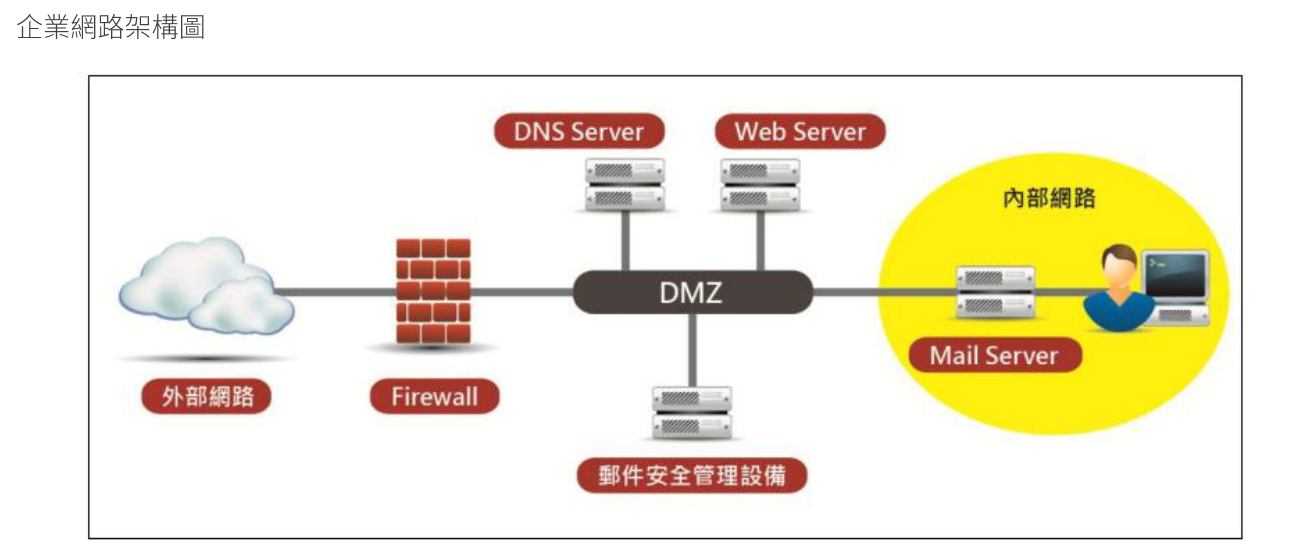 企業網路架構圖
DNS Server
Web Server
內部網路
DMZ
Mail Server
外部網路
Firewall
郵件安全管理設備